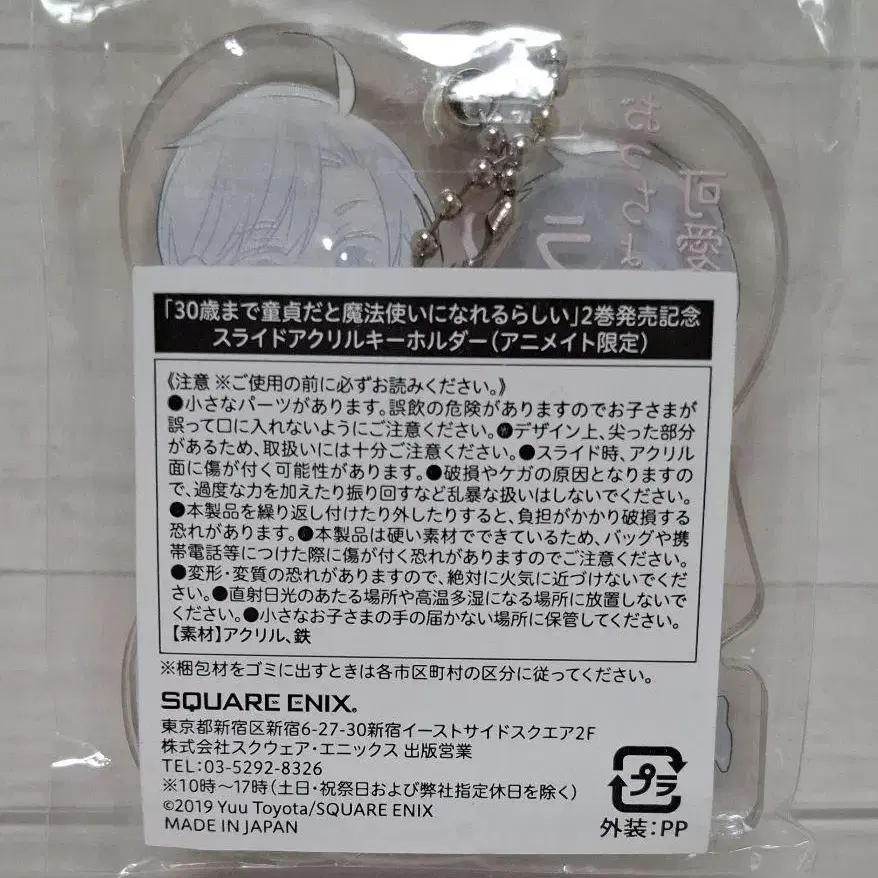 「30歳まで童貞だと魔法使いになれるらしい」2巻発売記念
スライドアクリルキーホルダー(アニメイト限定)
《注意 ※ご使用の前に必ずお読みください。》
●小さなパーツがあります。誤飲の危険がありますのでお子さまが
誤って口に入れないようにご注意ください。●デザイン上、尖った部分
があるため、取扱いには十分ご注意ください。●スライド時、アクリル
面に傷が付く可能性があります。●破損やケガの原因となりますの
で、過度な力を加えたり振り回すなど乱暴な扱いはしないでください。
●本製品を繰り返し付けたり外したりすると、負担がかかり破損する
恐れがあります。●本製品は硬い素材でできているため、バッグや携
帯電話等につけた際に傷が付く恐れがありますのでご注意ください。
●変形・変質の恐れがありますので、絶対に火気に近づけないでくだ
さい。●直射日光のあたる場所や高温多湿になる場所に放置しないで
ください。●小さなお子さまの手の届かない場所に保管してください。
【素材】アクリル、鉄
※梱包材をゴミに出すときは各市区町村の区分に従ってください。
SQUARE ENIX®
東京都新宿区新宿6-27-30新宿イーストサイドスクエア2F
株式会社スクウェア・エニックス 出版営業
TEL:03-5292-8326
※10時～17時(土日・祝祭日および弊社指定休日を除く)
©2019 Yuu Toyota/SQUARE ENIX
MADE IN JAPAN
プラ
外装:PP